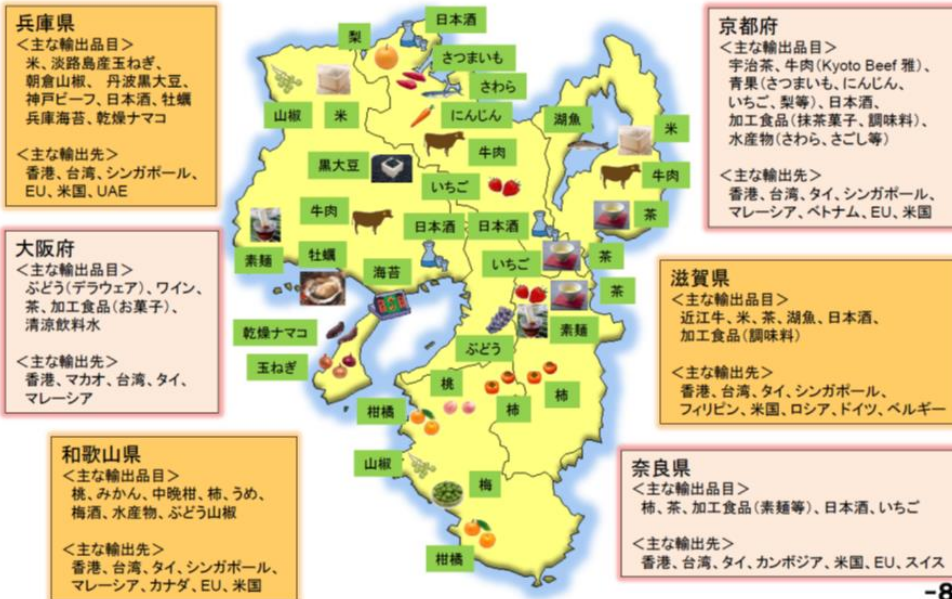 兵庫県
＜主な輸出品目＞
米、淡路島産玉ねぎ、
朝倉山椒、丹波黒大豆、
神戸ビーフ、日本酒、牡蠣
兵庫海苔、乾燥ナマコ
＜主な輸出先＞
香港、台湾、シンガポール、
EU、米国、UAE
大阪府
＜主な輸出品目＞
ぶどう（デラウェア）、ワイン、
茶、加工食品（お菓子）、
清涼飲料水
＜主な輸出先＞
香港、マカオ、台湾、タイ、
マレーシア
和歌山県
＜主な輸出品目＞
桃、みかん、中晩柑、柿、うめ、
梅酒、水産物、ぶどう山椒
＜主な輸出先＞
香港、台湾、タイ、シンガポール、
マレーシア、カナダ、EU、米国
日本酒
梨
さつまいも
さわら
山椒
米
にんじん
湖魚
米
牛肉
黒大豆
いちご
牛肉
牛肉
日本酒
日本酒
茶
素麺
牡蠣
海苔
いちご
茶
茶
乾燥ナマコ
素麺
ぶどう
玉ねぎ
桃
柿
柿
柑橘
山椒
梅
柑橘
京都府
＜主な輸出品目＞
宇治茶、牛肉（Kyoto Beef 雅）、
青果（さつまいも、にんじん、
いちご、梨等）、日本酒、
加工食品（抹茶菓子、調味料）、
水産物（さわら、さごし等）
＜主な輸出先＞
香港、台湾、タイ、シンガポール、
マレーシア、ベトナム、EU、米国
滋賀県
＜主な輸出品目＞
近江牛、米、茶、湖魚、日本酒、
加工食品（調味料）
＜主な輸出先＞
香港、台湾、タイ、シンガポール、
フィリピン、米国、ロシア、ドイツ、ベルギー
奈良県
＜主な輸出品目＞
柿、茶、加工食品（素麺等）、日本酒、いちご
＜主な輸出先＞
香港、台湾、タイ、カンボジア、米国、EU、スイス
-8